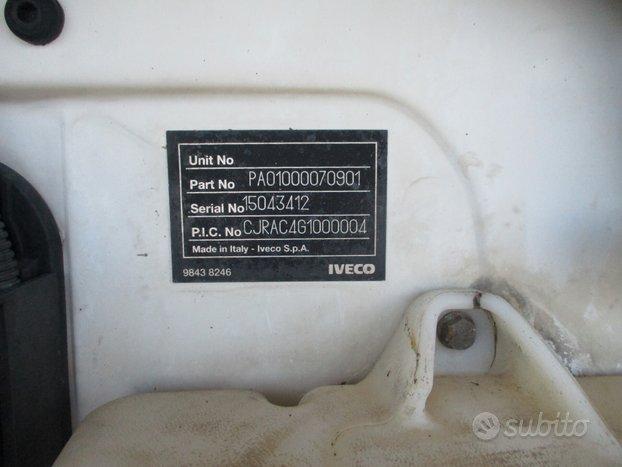 Unit No
Part No PA01000070901
Serial No 15043412
P.I.C. No CJRAC4G1000004
Made in Italy - Iveco S.p.A.
9843 8246 IVECO
subito